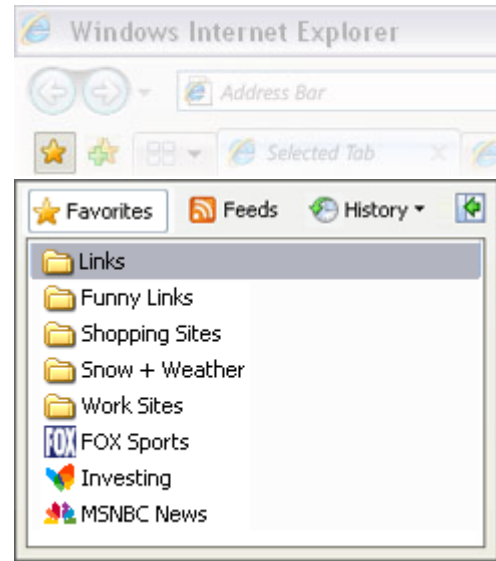 Windows Internet Explorer
Address Bar
Selected Tab
Favorites Feeds History
Links
Funny Links
Shopping Sites
Snow + Weather
Work Sites
FOX FOX Sports
Investing
MSNBC News